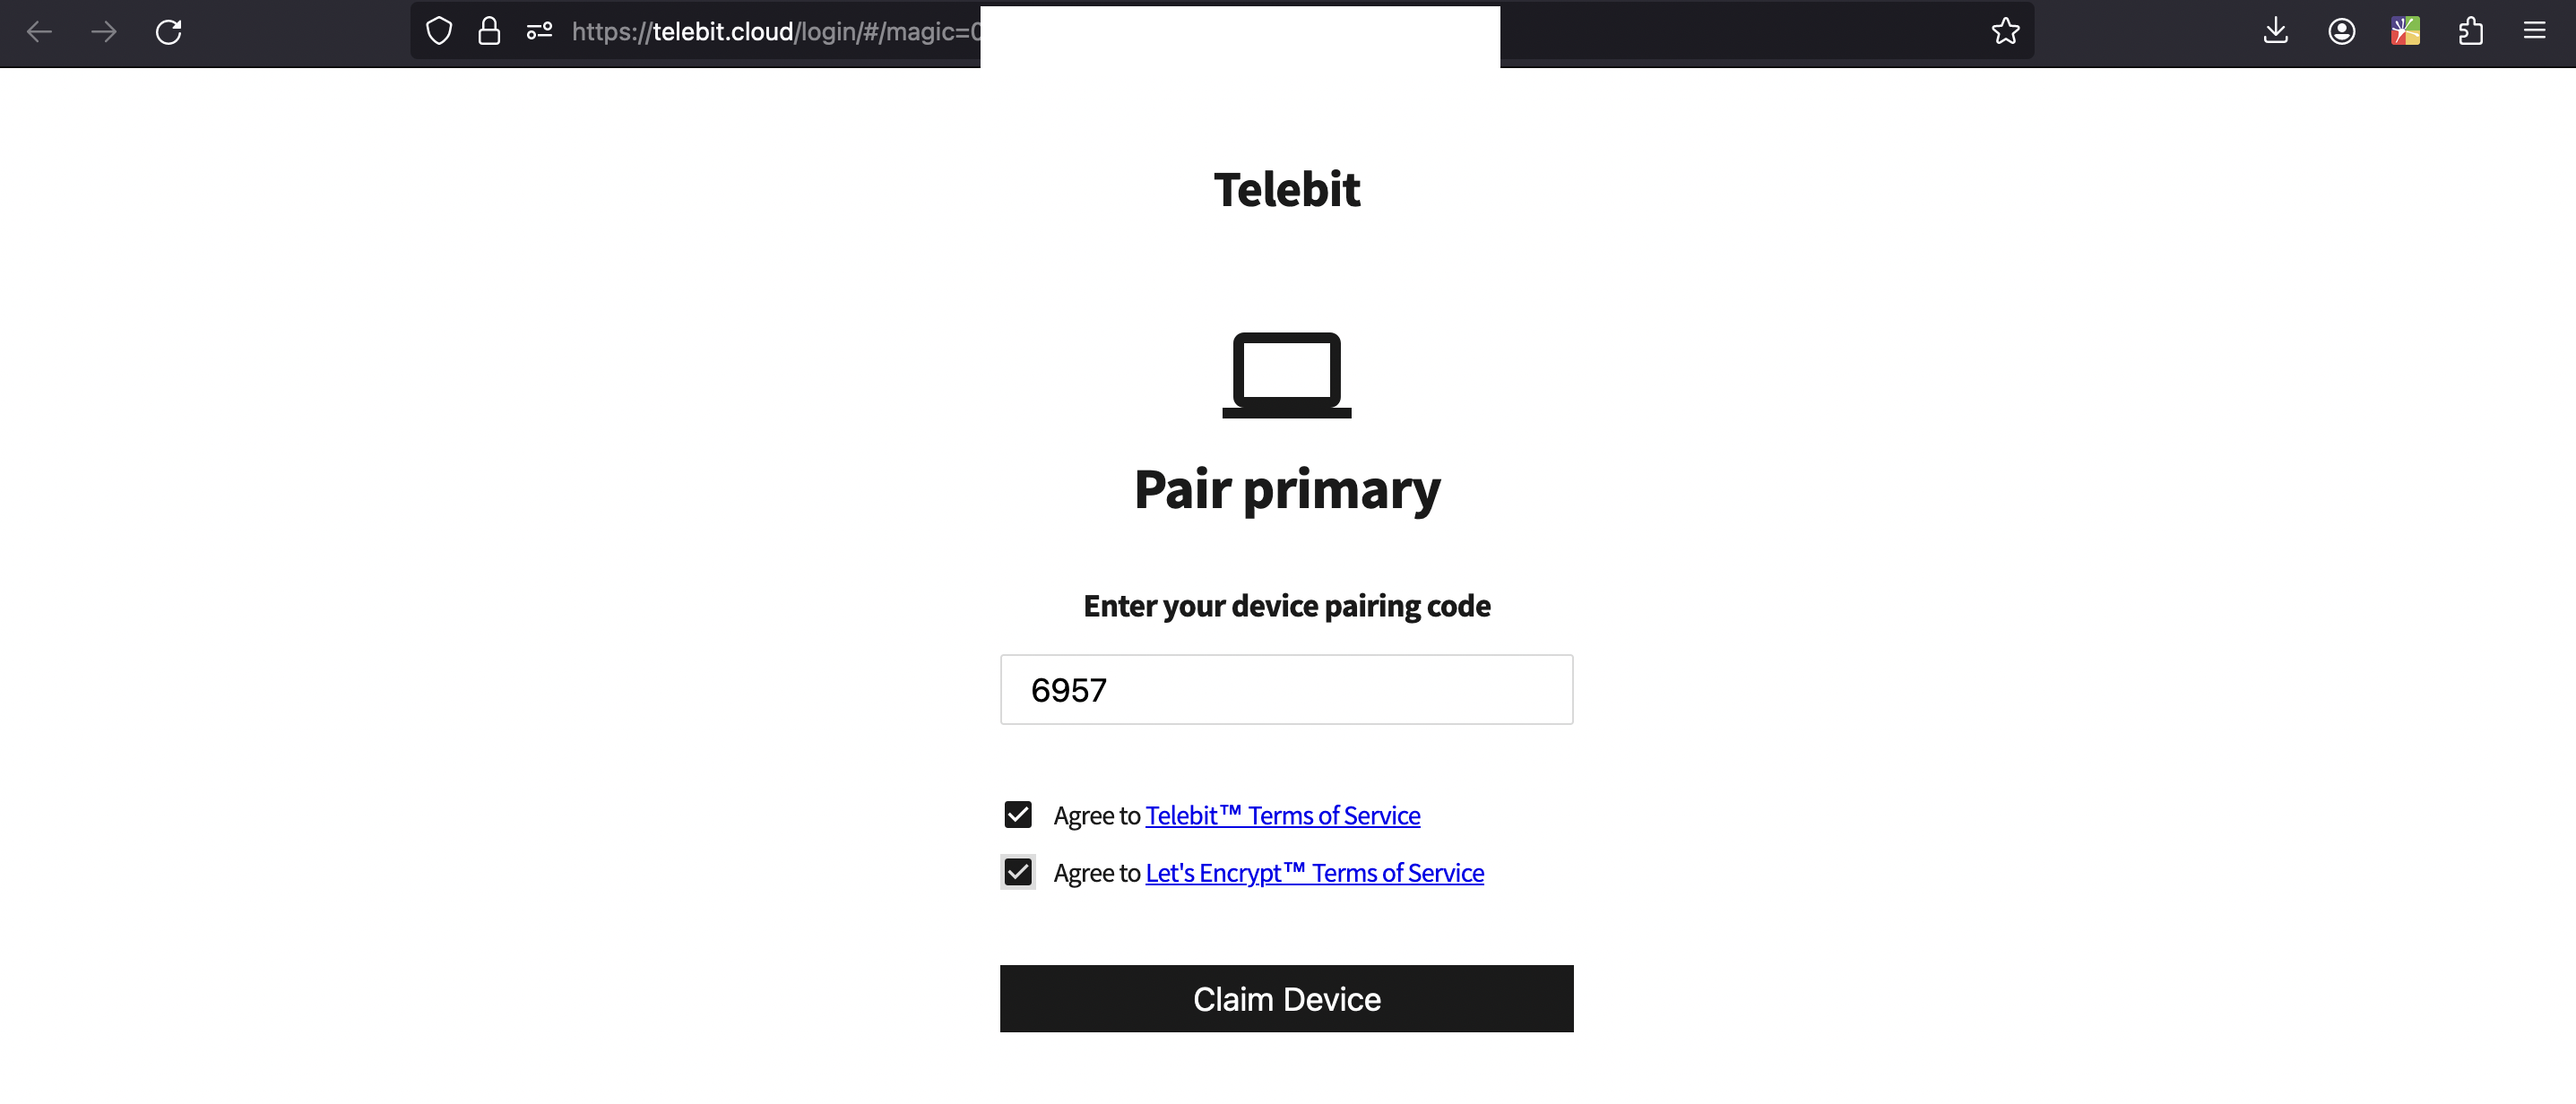 https://telebit.cloud/login/#/magic=0
Telebit
Pair primary
Enter your device pairing code
6957
Agree to Telebit™ Terms of Service
Agree to Let's Encrypt™ Terms of Service
Claim Device